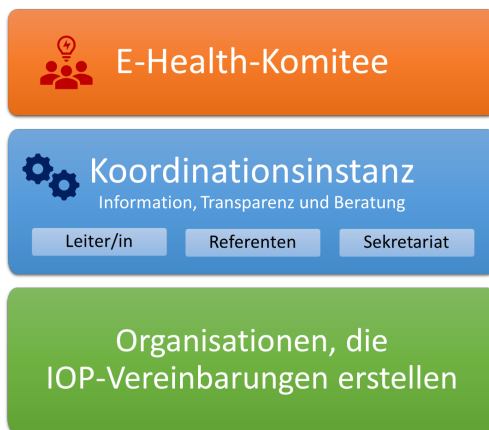 E-Health-Komitee
Koordinationsinstanz
Information, Transparenz und Beratung
Leiter/in
Referenten
Sekretariat
Organisationen, die
IOP-Vereinbarungen erstellen